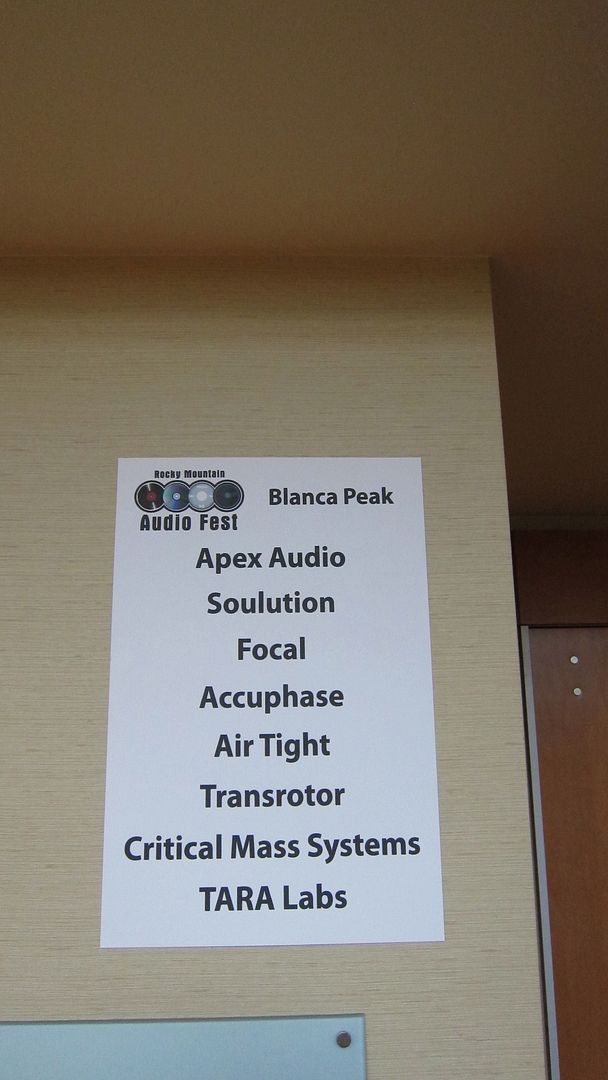 Rocky Mountain
Audio Fest
Blanca Peak
Apex Audio
Soulution
Focal
Accuphase
Air Tight
Transrotor
Critical Mass Systems
TARA Labs